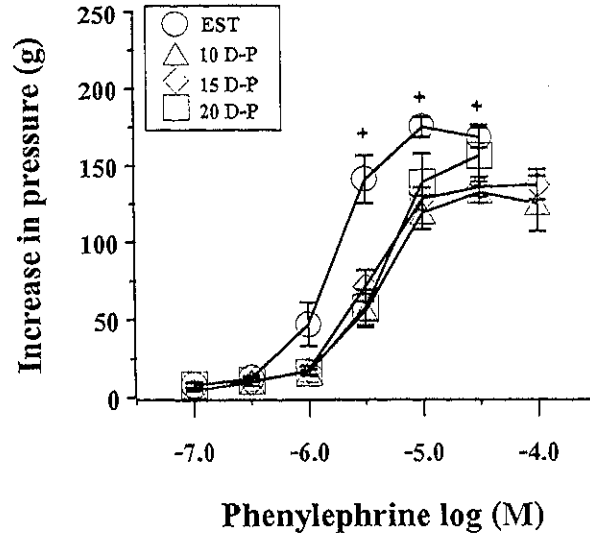 250
200
150
100
50
0
Increase in pressure (g)
EST
10 D-P
15 D-P
20 D-P
+
+
+
-7.0 -6.0 -5.0 -4.0
Phenylephrine log (M)